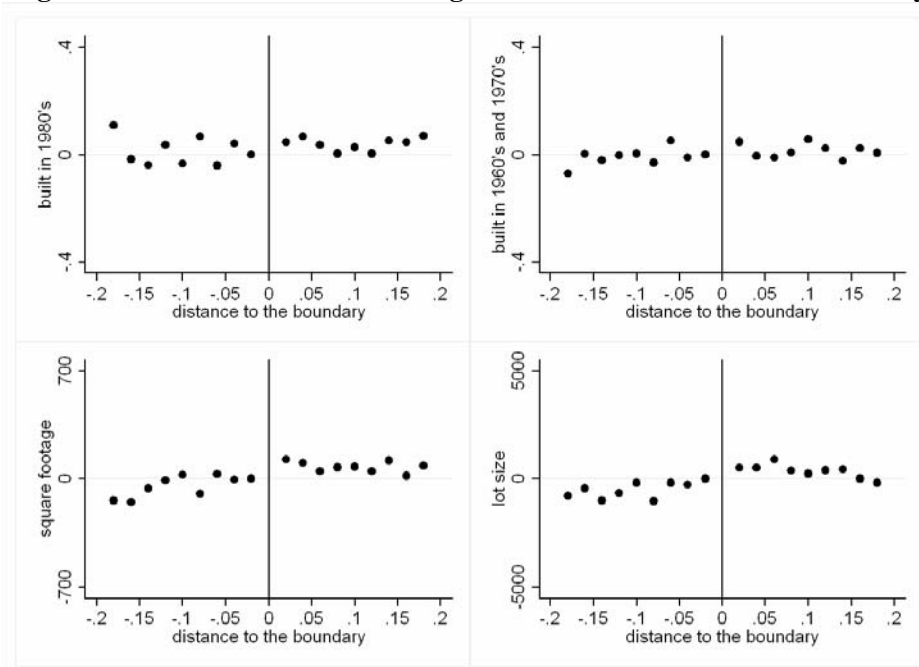 built in 1980's
.4
0
-.4
-.2 -.15 -.1 -.05 0 .05 .1 .15 .2
distance to the boundary
built in 1960's and 1970's
.4
0
-.4
-.2 -.15 -.1 -.05 0 .05 .1 .15 .2
distance to the boundary
square footage
700
0
-700
-.2 -.15 -.1 -.05 0 .05 .1 .15 .2
distance to the boundary
lot size
5000
0
-5000
-.2 -.15 -.1 -.05 0 .05 .1 .15 .2
distance to the boundary